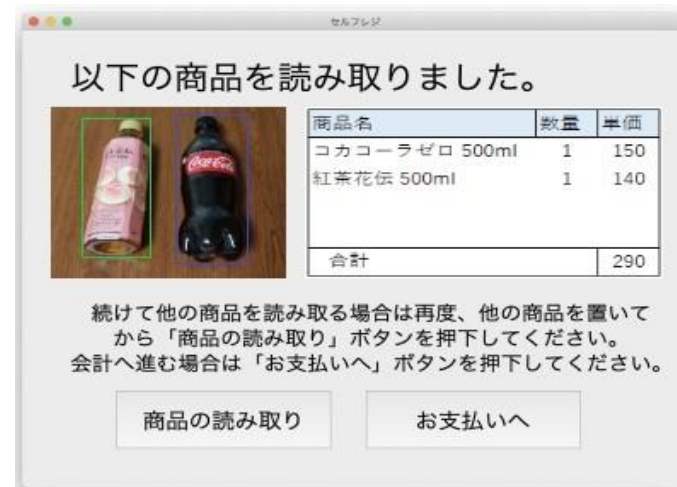 セルフレジ
以下の商品を読み取りました。
Coca-Cola
商品名 数量 単価
コカコーラゼロ 500ml 1 150
紅茶花伝 500ml 1 140
合計 290
続けて他の商品を読み取る場合は再度、他の商品を置いて
から「商品の読み取り」ボタンを押下してください。
会計へ進む場合は「お支払いへ」ボタンを押下してください。
商品の読み取り お支払いへ